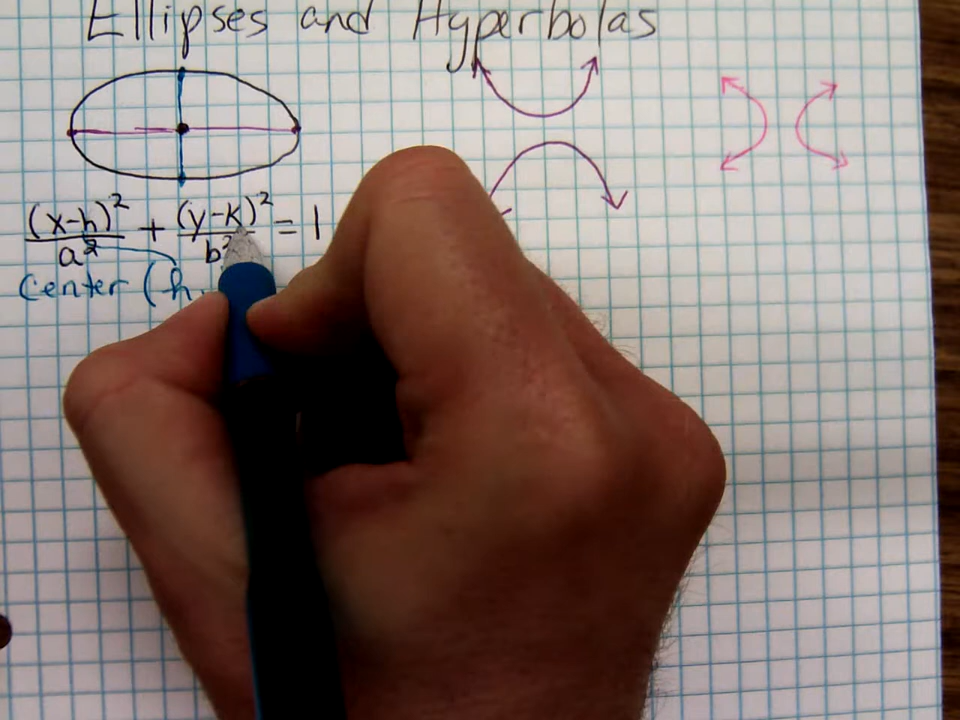 Ellipses and Hyperbolas
(x-h)² + (y-k)² = 1
a² b²
Center (h,